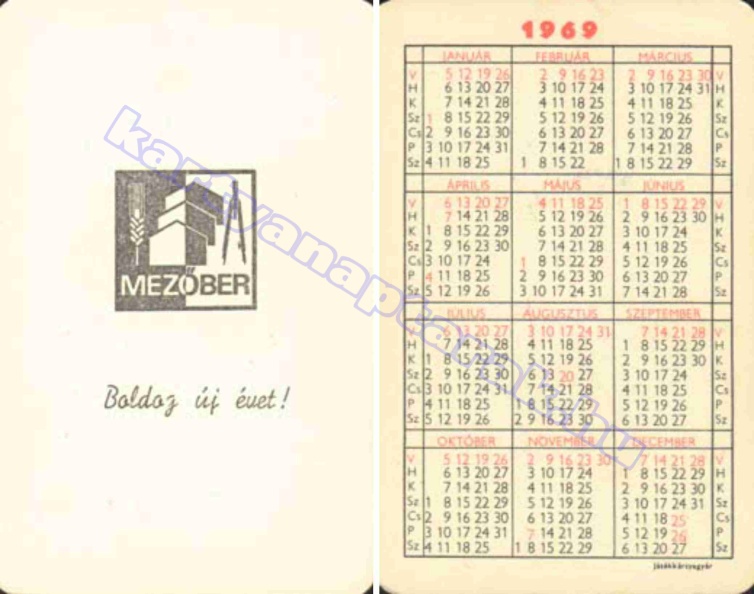 MEZŐBER
Boldog új évet!
kartyanaptarak.hu
1969
JANUÁR FEBRUÁR MÁRCIUS
V 5 12 19 26 2 9 16 23 2 9 16 23 30 V
H 6 13 20 27 3 10 17 24 3 10 17 24 31 H
K 7 14 21 28 4 11 18 25 4 11 18 25 K
Sz 1 8 15 22 29 5 12 19 26 5 12 19 26 Sz
Cs 2 9 16 23 30 6 13 20 27 6 13 20 27 Cs
P 3 10 17 24 31 7 14 21 28 7 14 21 28 P
Sz 4 11 18 25 1 8 15 22 1 8 15 22 29 Sz
ÁPRILIS MÁJUS JÚNIUS
V 6 13 20 27 4 11 18 25 1 8 15 22 29 V
H 7 14 21 28 5 12 19 26 2 9 16 23 30 H
K 1 8 15 22 29 6 13 20 27 3 10 17 24 K
Sz 2 9 16 23 30 7 14 21 28 4 11 18 25 Sz
Cs 3 10 17 24 1 8 15 22 29 5 12 19 26 Cs
P 4 11 18 25 2 9 16 23 30 6 13 20 27 P
Sz 5 12 19 26 3 10 17 24 31 7 14 21 28 Sz
JÚLIUS AUGUSZTUS SZEPTEMBER
V 6 13 20 27 3 10 17 24 31 7 14 21 28 V
H 7 14 21 28 4 11 18 25 1 8 15 22 29 H
K 1 8 15 22 29 5 12 19 26 2 9 16 23 30 K
Sz 2 9 16 23 30 6 13 20 27 3 10 17 24 Sz
Cs 3 10 17 24 31 7 14 21 28 4 11 18 25 Cs
P 4 11 18 25 1 8 15 22 29 5 12 19 26 P
Sz 5 12 19 26 2 9 16 23 30 6 13 20 27 Sz
OKTÓBER NOVEMBER DECEMBER
V 5 12 19 26 2 9 16 23 30 7 14 21 28 V
H 6 13 20 27 3 10 17 24 1 8 15 22 29 H
K 7 14 21 28 4 11 18 25 2 9 16 23 30 K
Sz 1 8 15 22 29 5 12 19 26 3 10 17 24 31 Sz
Cs 2 9 16 23 30 6 13 20 27 4 11 18 25 Cs
P 3 10 17 24 31 7 14 21 28 5 12 19 26 P
Sz 4 11 18 25 1 8 15 22 29 6 13 20 27 Sz
Játékkártyagyár